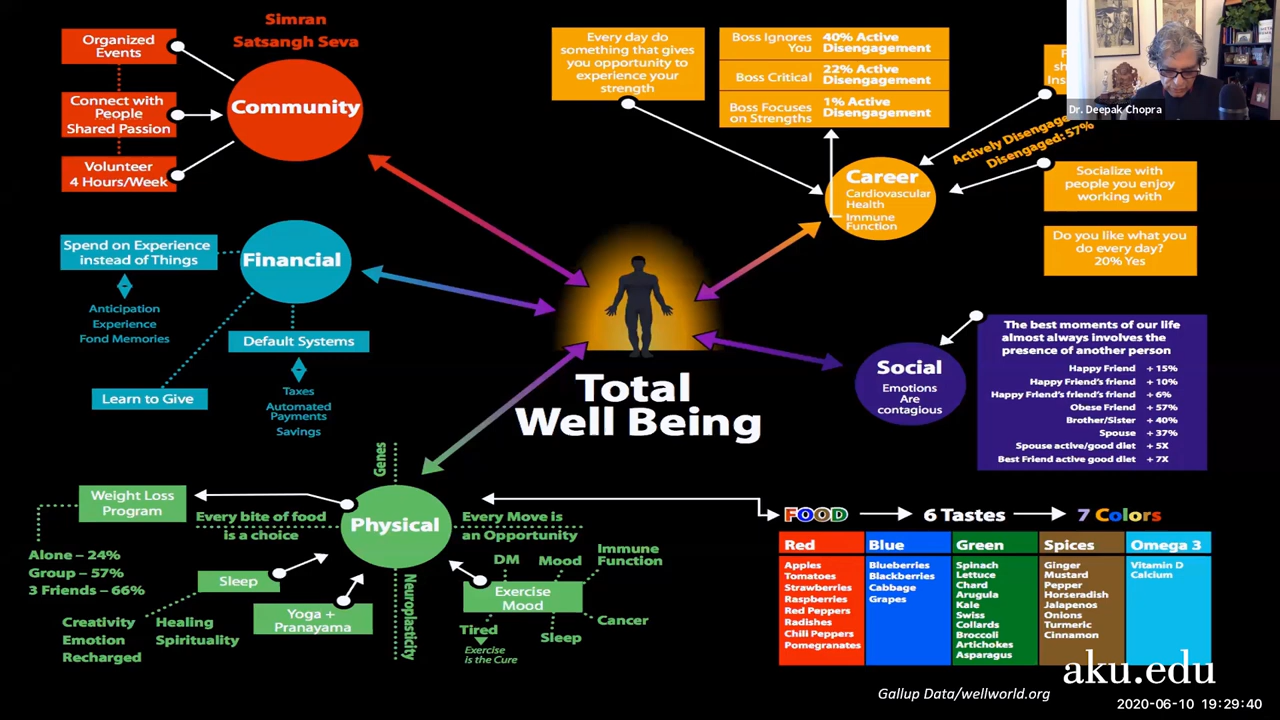 Simran
Satsangh Seva
Organized
Events
Connect with
People
Shared Passion
Volunteer
4 Hours/Week
Community
Every day do
something that gives
you opportunity to
experience your
strength
Boss Ignores You 40% Active Disengagement
Boss Critical 22% Active Disengagement
Boss Focuses on Strengths 1% Active Disengagement
Dr. Deepak Chopra
Disengaged: 57%
Career
Cardiovascular
Health
Immune
Function
Socialize with
people you enjoy
working with
Do you like what you
do every day?
20% Yes
Spend on Experience
instead of Things
Financial
Anticipation
Experience
Fond Memories
Default Systems
Learn to Give
Taxes
Automated
Payments
Savings
Total
Well Being
Social
Emotions
Are
contagious
The best moments of our life
almost always involves the
presence of another person
Happy Friend + 15%
Happy Friend's friend + 10%
Happy Friend's friend's friend + 6%
Obese Friend + 57%
Brother/Sister + 40%
Spouse + 37%
Spouse active/good diet + 5X
Best Friend active good diet + 7X
Genes
Weight Loss
Program
Every bite of food
is a choice
Physical
Every Move is
an Opportunity
Alone – 24%
Group – 57%
3 Friends – 66%
Sleep
Yoga +
Pranayama
Creativity
Emotion
Recharged
Healing
Spirituality
Neuroplasticity
DM
Mood
Immune
Function
Exercise
Mood
Tired
Exercise
is the Cure
Sleep
Cancer
FOOD 6 Tastes 7 Colors
Red
Apples
Tomatoes
Strawberries
Raspberries
Red Peppers
Radishes
Chili Peppers
Pomegranates
Blue
Blueberries
Blackberries
Cabbage
Grapes
Green
Spinach
Lettuce
Chard
Arugula
Kale
Swiss
Collards
Broccoli
Artichokes
Asparagus
Spices
Ginger
Mustard
Pepper
Horseradish
Jalapenos
Onions
Turmeric
Cinnamon
Omega 3
Vitamin D
Calcium
aku.edu
Gallup Data/wellworld.org
2020-06-10 19:29:40